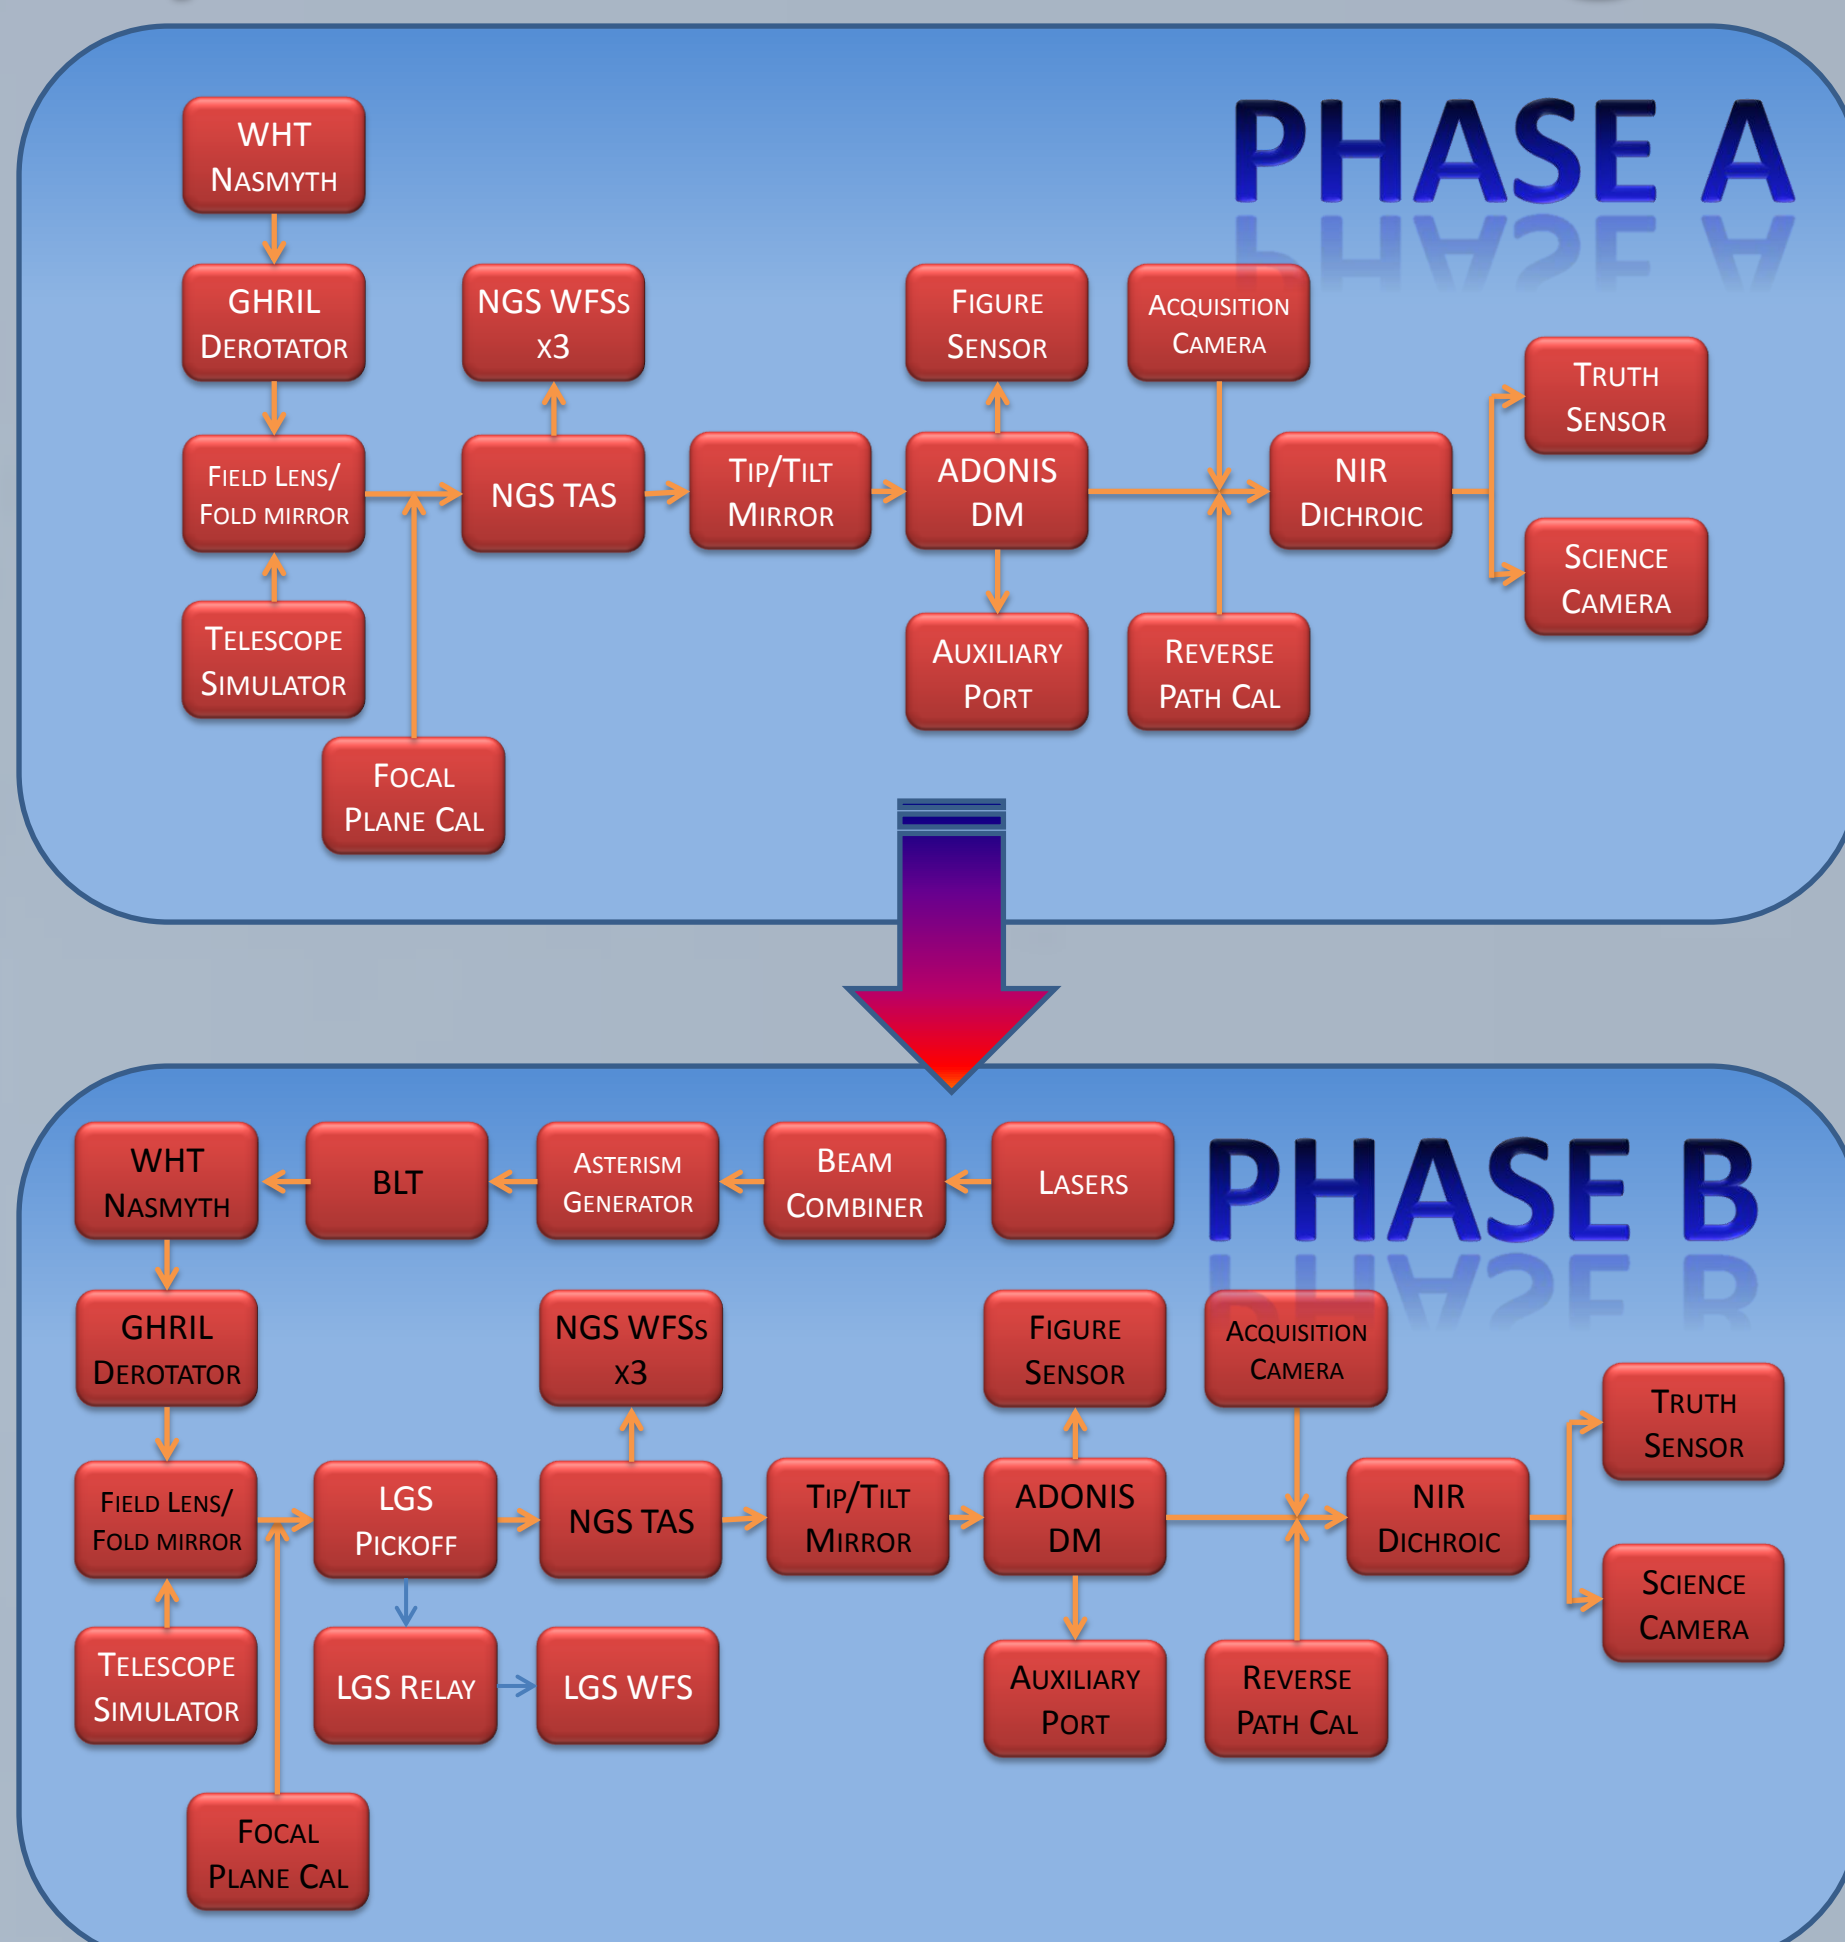 PHASE A
WHT
NASMYTH
GHRIL
DEROTATOR
NGS WFSs
x3
FIGURE
SENSOR
ACQUISITION
CAMERA
TRUTH
SENSOR
FIELD LENS/
FOLD MIRROR
NGS TAS
TIP/TILT
MIRROR
ADONIS
DM
NIR
DICHROIC
SCIENCE
CAMERA
TELESCOPE
SIMULATOR
AUXILIARY
PORT
REVERSE
PATH CAL
FOCAL
PLANE CAL
PHASE B
WHT
NASMYTH
BLT
ASTERISM
GENERATOR
BEAM
COMBINER
LASERS
GHRIL
DEROTATOR
NGS WFSs
x3
FIGURE
SENSOR
ACQUISITION
CAMERA
TRUTH
SENSOR
FIELD LENS/
FOLD MIRROR
LGS
PICKOFF
NGS TAS
TIP/TILT
MIRROR
ADONIS
DM
NIR
DICHROIC
SCIENCE
CAMERA
TELESCOPE
SIMULATOR
LGS RELAY
LGS WFS
AUXILIARY
PORT
REVERSE
PATH CAL
FOCAL
PLANE CAL